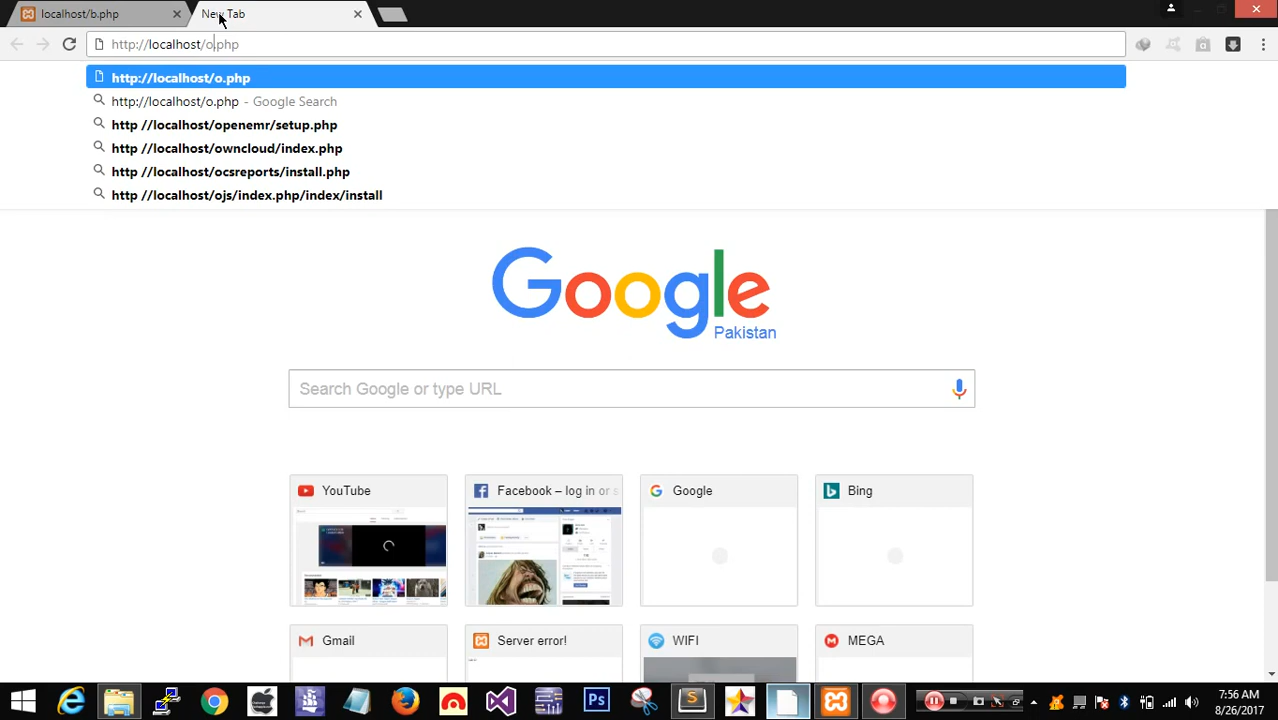 localhost/b.php
New Tab
http://localhost/o.php
http://localhost/o.php
http://localhost/o.php - Google Search
http //localhost/openemr/setup.php
http //localhost/owncloud/index.php
http //localhost/ocsreports/install.php
http //localhost/ojs/index.php/index/install
Google
Pakistan
Search Google or type URL
YouTube
Facebook – log in or s
Google
Bing
Gmail
Server error!
WIFI
MEGA
Ps
7:56 AM
8/26/2017